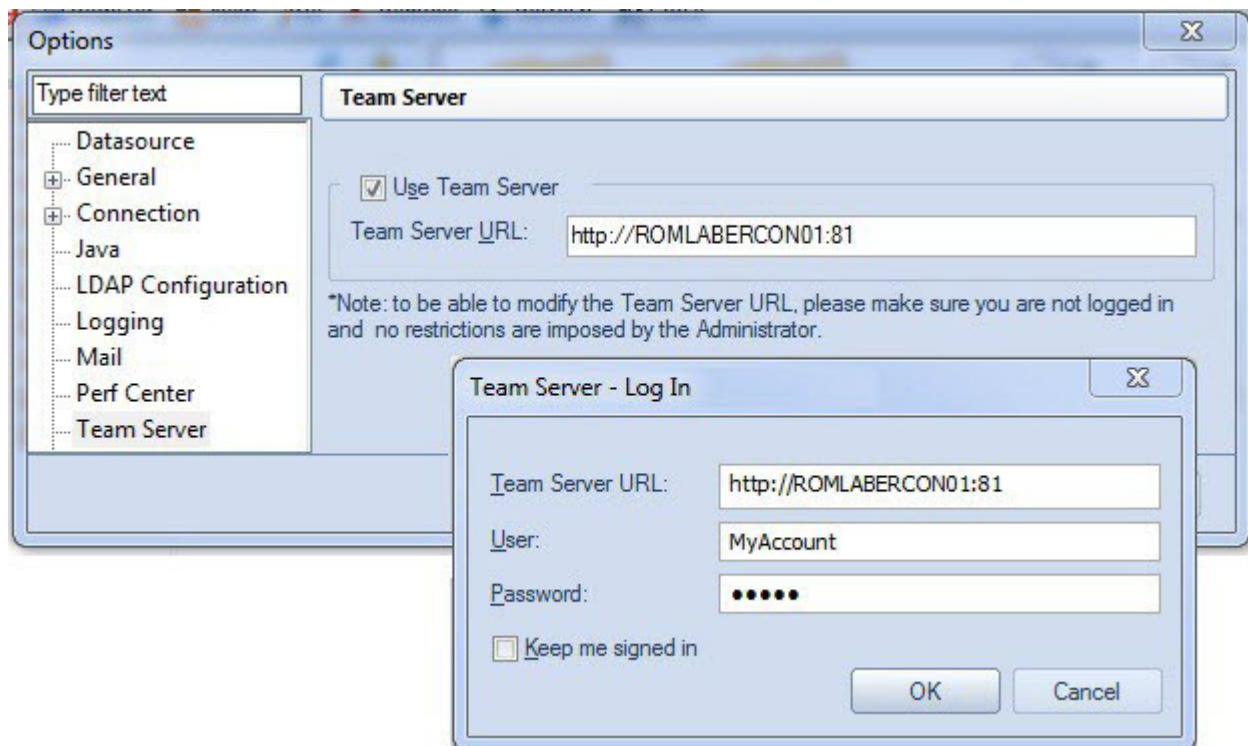 Options
Type filter text
Team Server
Datasource
General
Connection
Java
LDAP Configuration
Logging
Mail
Perf Center
Team Server
Use Team Server
Team Server URL: http://ROMLABERCON01:81
*Note: to be able to modify the Team Server URL, please make sure you are not logged in
and no restrictions are imposed by the Administrator.
Team Server - Log In
Team Server URL: http://ROMLABERCON01:81
User: MyAccount
Password: •••••
Keep me signed in
OK Cancel